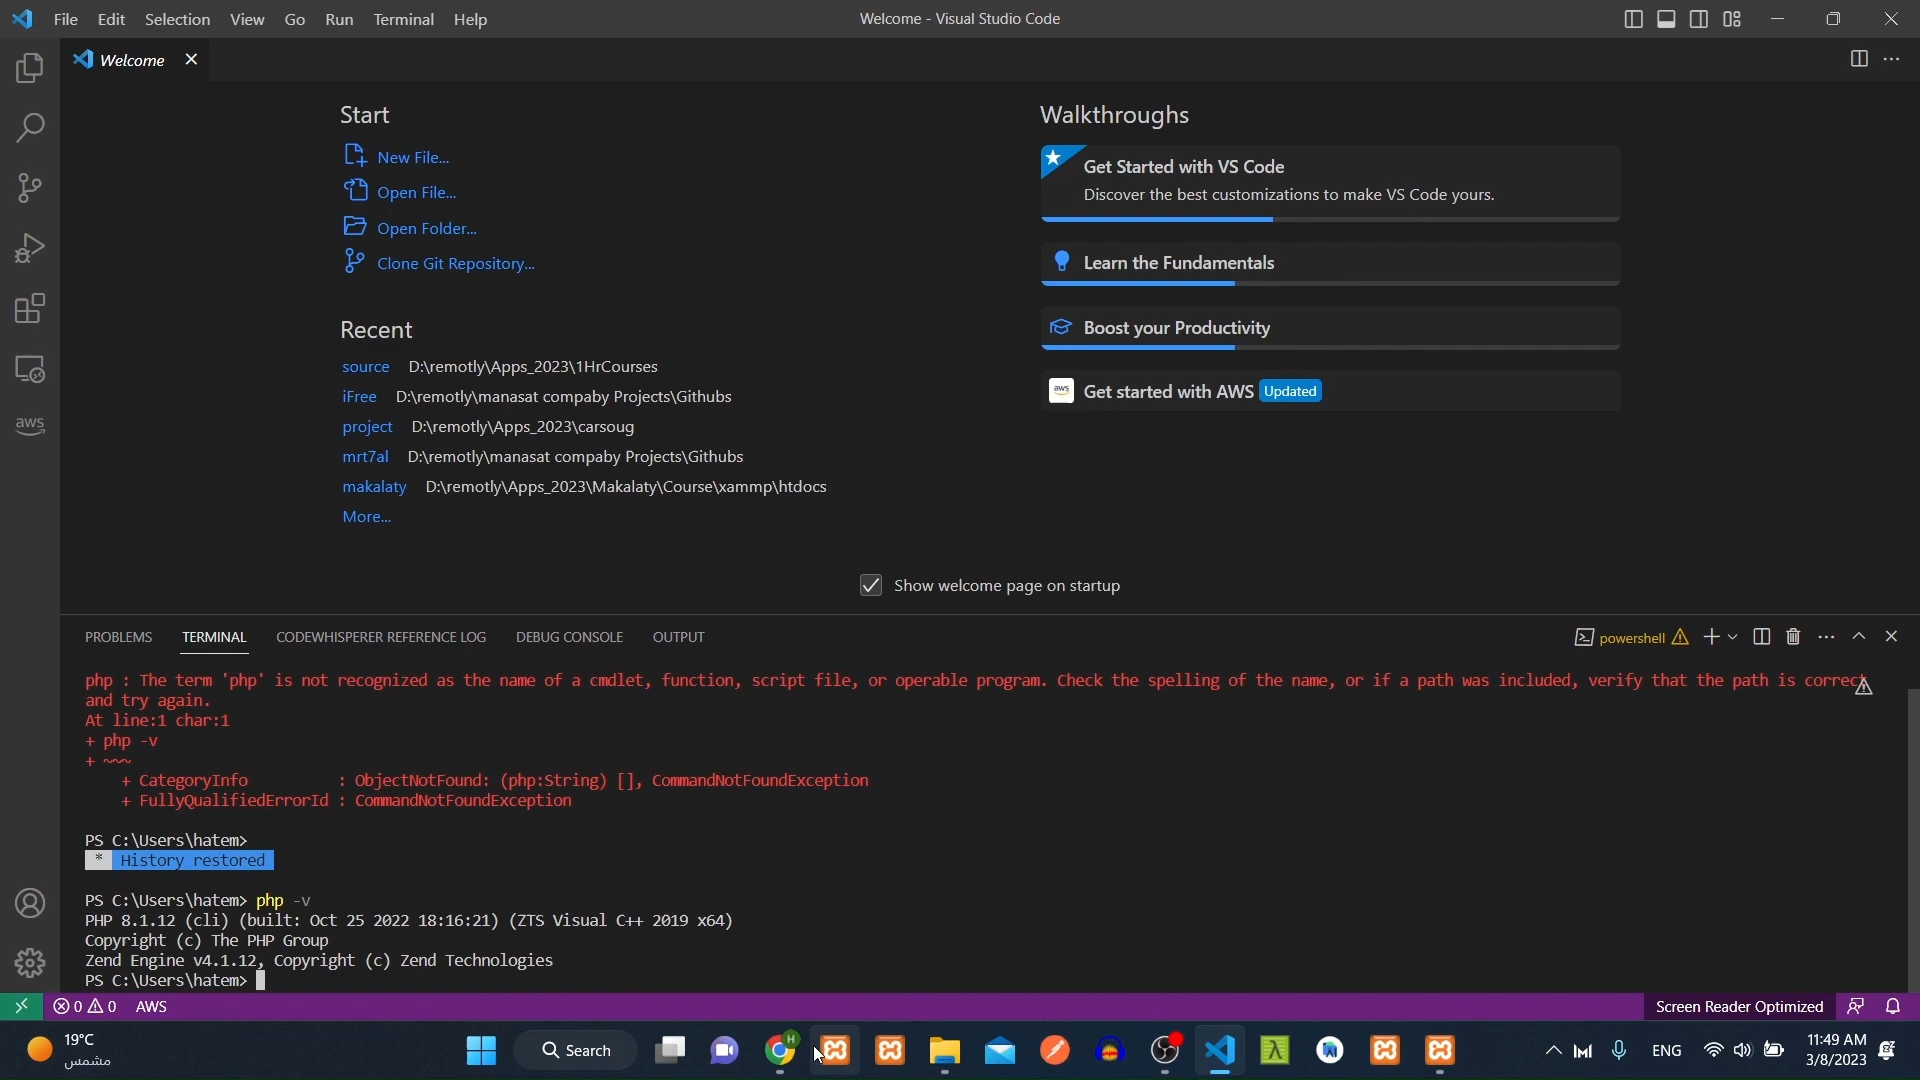 File Edit Selection View Go Run Terminal Help
Welcome - Visual Studio Code
Welcome
Start
New File...
Open File...
Open Folder...
Clone Git Repository...
Recent
source D:\remotly\Apps_2023\1HrCourses
iFree D:\remotly\manasat compaby Projects\Githubs
project D:\remotly\Apps_2023\carsoug
mrt7al D:\remotly\manasat compaby Projects\Githubs
makalaty D:\remotly\Apps_2023\Makalaty\Course\xammp\htdocs
More...
Walkthroughs
Get Started with VS Code
Discover the best customizations to make VS Code yours.
Learn the Fundamentals
Boost your Productivity
aws Get started with AWS Updated
aws
Show welcome page on startup
PROBLEMS TERMINAL CODEWHISPERER REFERENCE LOG DEBUG CONSOLE OUTPUT
powershell
php : The term 'php' is not recognized as the name of a cmdlet, function, script file, or operable program. Check the spelling of the name, or if a path was included, verify that the path is correct
and try again.
At line:1 char:1
+ php -v
+ ~~~
+ CategoryInfo : ObjectNotFound: (php:String) [], CommandNotFoundException
+ FullyQualifiedErrorId : CommandNotFoundException
PS C:\Users\hatem>
* History restored
PS C:\Users\hatem> php -v
PHP 8.1.12 (cli) (built: Oct 25 2022 18:16:21) (ZTS Visual C++ 2019 x64)
Copyright (c) The PHP Group
Zend Engine v4.1.12, Copyright (c) Zend Technologies
PS C:\Users\hatem>
0 0 AWS
Screen Reader Optimized
19°C
مشمس
Search
H
ENG
11:49 AM
3/8/2023